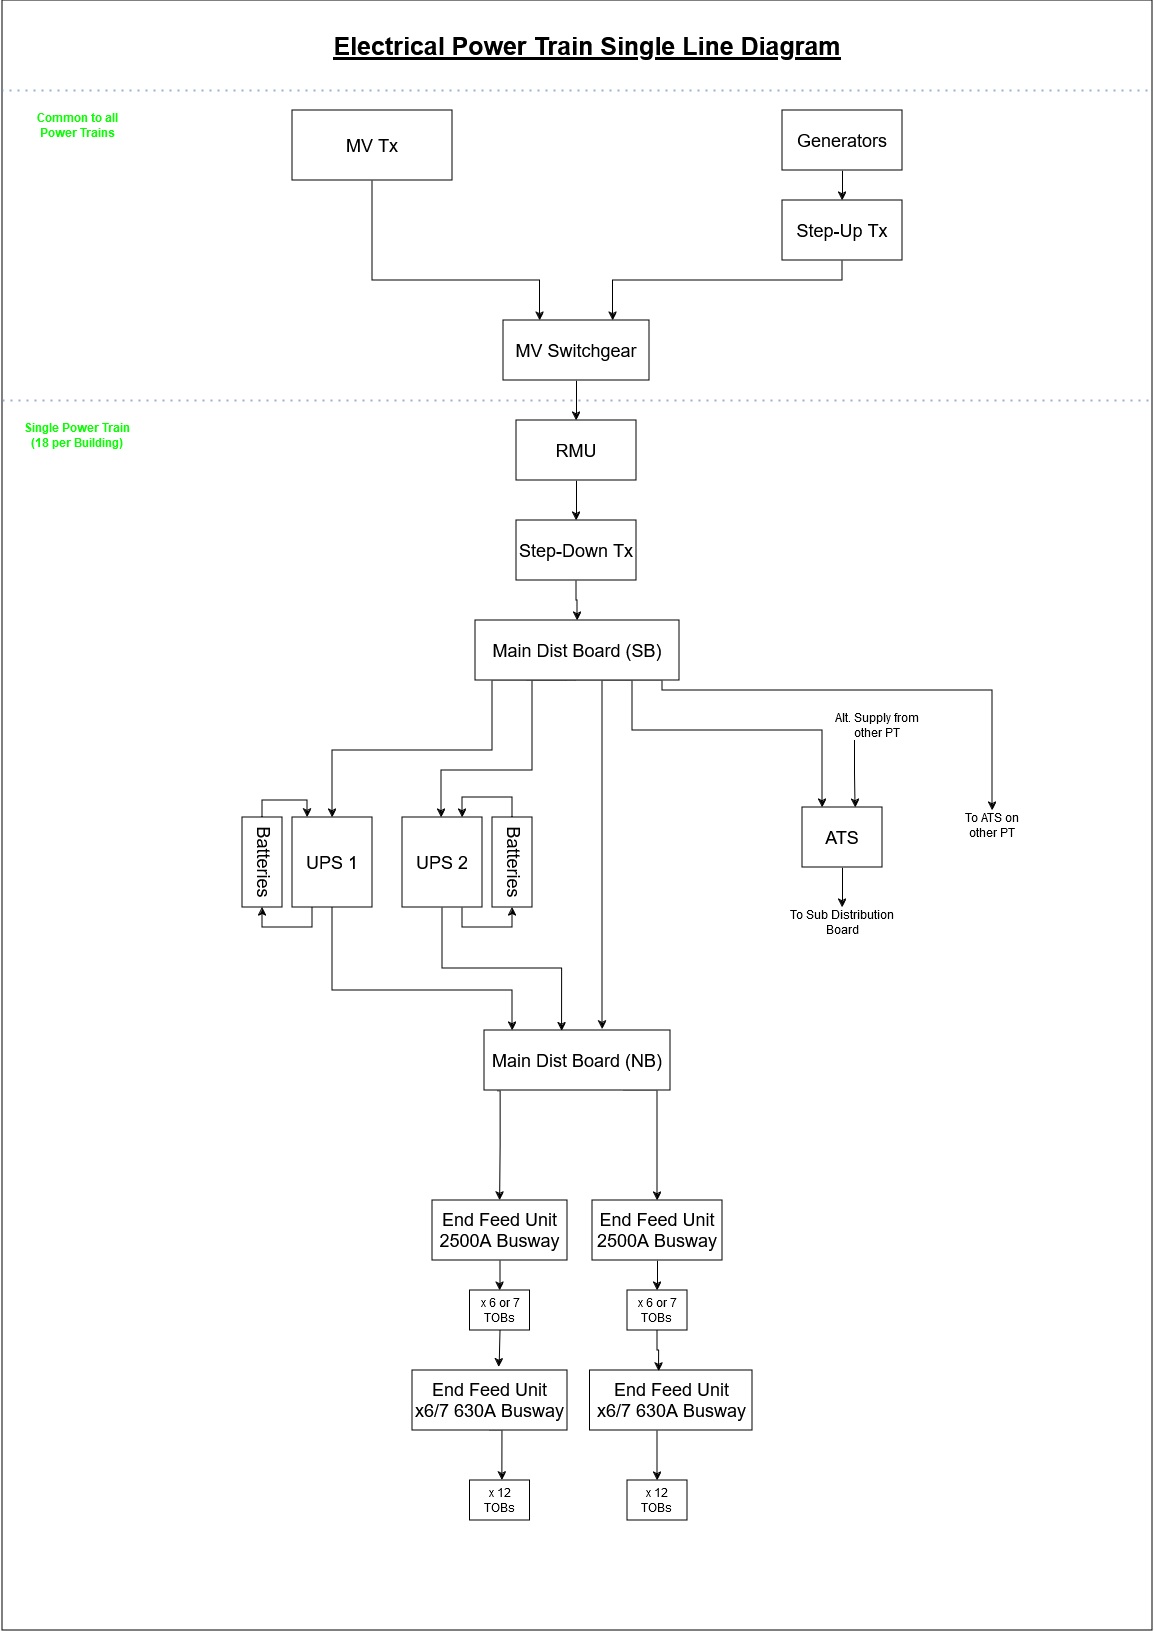 Electrical Power Train Single Line Diagram
Common to all
Power Trains
MV Tx
Generators
Step-Up Tx
MV Switchgear
Single Power Train
(18 per Building)
RMU
Step-Down Tx
Main Dist Board (SB)
Alt. Supply from
other PT
Batteries
UPS 1
UPS 2
Batteries
ATS
To ATS on
other PT
To Sub Distribution
Board
Main Dist Board (NB)
End Feed Unit
2500A Busway
End Feed Unit
2500A Busway
x 6 or 7
TOBs
x 6 or 7
TOBs
End Feed Unit
x6/7 630A Busway
End Feed Unit
x6/7 630A Busway
x 12
TOBs
x 12
TOBs